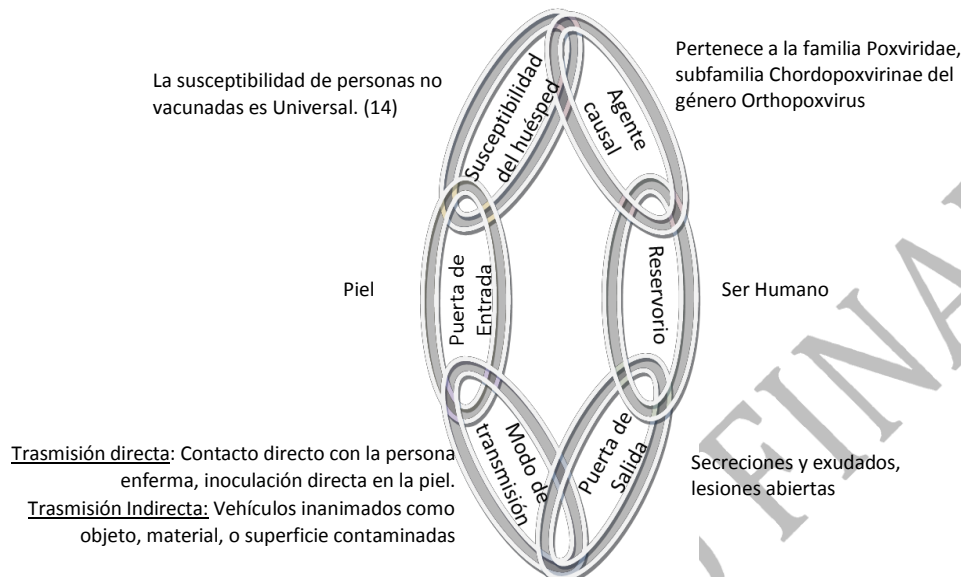 La susceptibilidad de personas no
vacunadas es Universal. (14)
Susceptibilidad
del huésped
Agente
causal
Pertenece a la familia Poxviridae,
subfamilia Chordopoxvirinae del
género Orthopoxvirus
Piel
Puerta de
Entrada
Reservorio
Ser Humano
Trasmisión directa: Contacto directo con la persona
enferma, inoculación directa en la piel.
Trasmisión Indirecta: Vehículos inanimados como
objeto, material, o superficie contaminadas
Modo de
transmisión
Puerta de
Salida
Secreciones y exudados,
lesiones abiertas